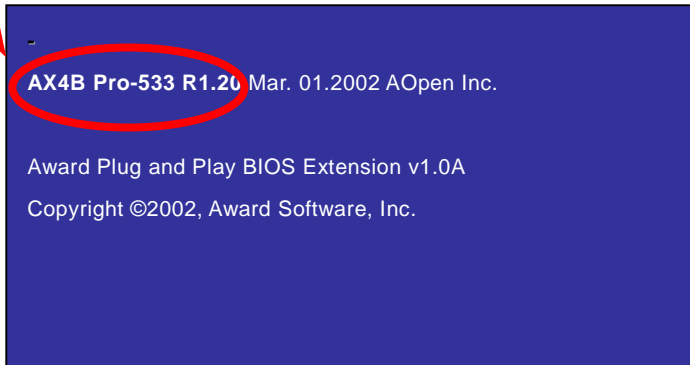 AX4B Pro-533 R1.20 Mar. 01.2002 AOpen Inc.
Award Plug and Play BIOS Extension v1.0A
Copyright ©2002, Award Software, Inc.